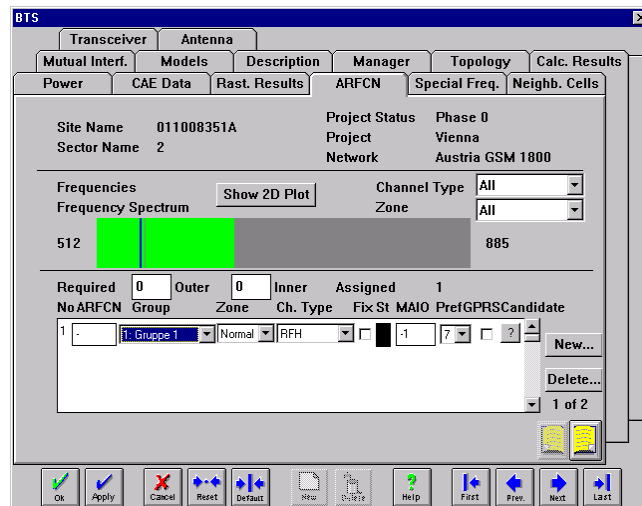 BTS
Transceiver Antenna
Mutual Interf. Models Description Manager Topology Calc. Results
Power CAE Data Rast. Results ARFCN Special Freq. Neighb. Cells
Site Name 011008351A Project Status Phase 0
Sector Name 2 Project Vienna
Network Austria GSM 1800
Frequencies Show 2D Plot Channel Type All
Frequency Spectrum Zone All
512 885
Required 0 Outer 0 Inner Assigned 1
No ARFCN Group Zone Ch. Type Fix St MAIO Pref GPRS Candidate
1 - 1: Gruppe 1 Normal RFH -1 7 ?
New...
Delete...
1 of 2
Ok Apply Cancel Reset Default New Delete Help First Prev. Next Last